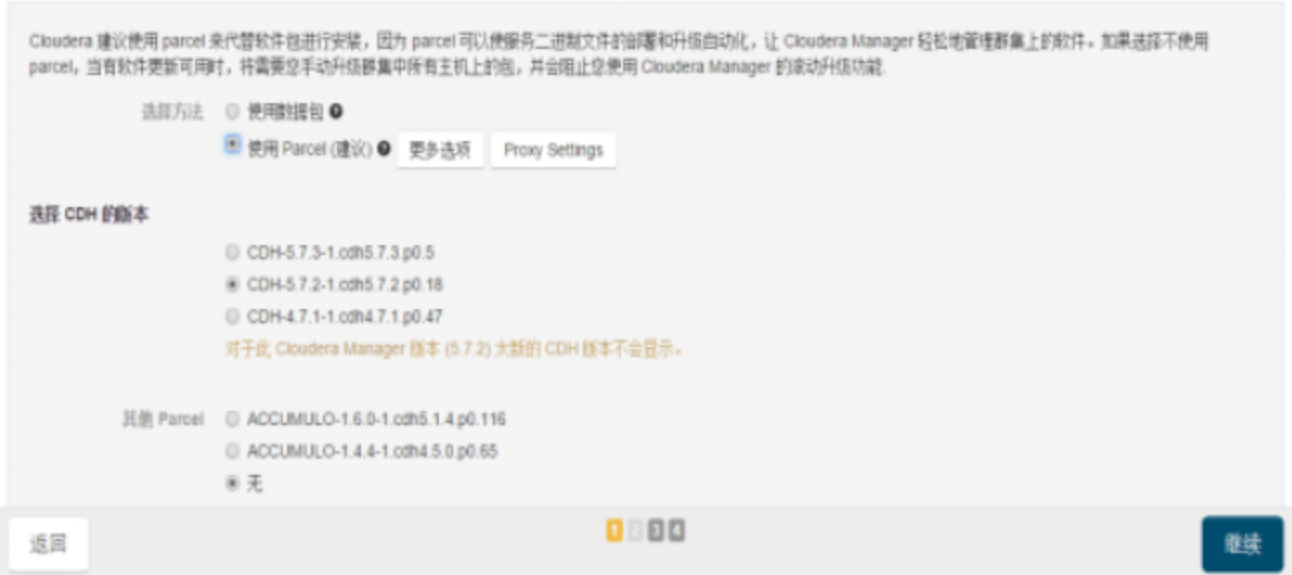 Cloudera 建议使用 parcel 来代替软件包进行安装，因为 parcel 可以使服务二进制文件的部署和升级自动化，让 Cloudera Manager 轻松地管理群集上的软件。如果选择不使用
parcel，当有软件更新可用时，将需要您手动升级群集中所有主机上的包，并会阻止您使用 Cloudera Manager 的滚动升级功能.
选择方法 使用数据包 ?
使用 Parcel (建议) ? 更多选项 Proxy Settings
选择 CDH 的版本
CDH-5.7.3-1.cdh5.7.3.p0.5
CDH-5.7.2-1.cdh5.7.2.p0.18
CDH-4.7.1-1.cdh4.7.1.p0.47
对于此 Cloudera Manager 版本 (5.7.2) 太新的 CDH 版本不会显示。
其他 Parcel ACCUMULO-1.6.0-1.cdh5.1.4.p0.116
ACCUMULO-1.4.4-1.cdh4.5.0.p0.65
无
返回 1 2 3 4 继续